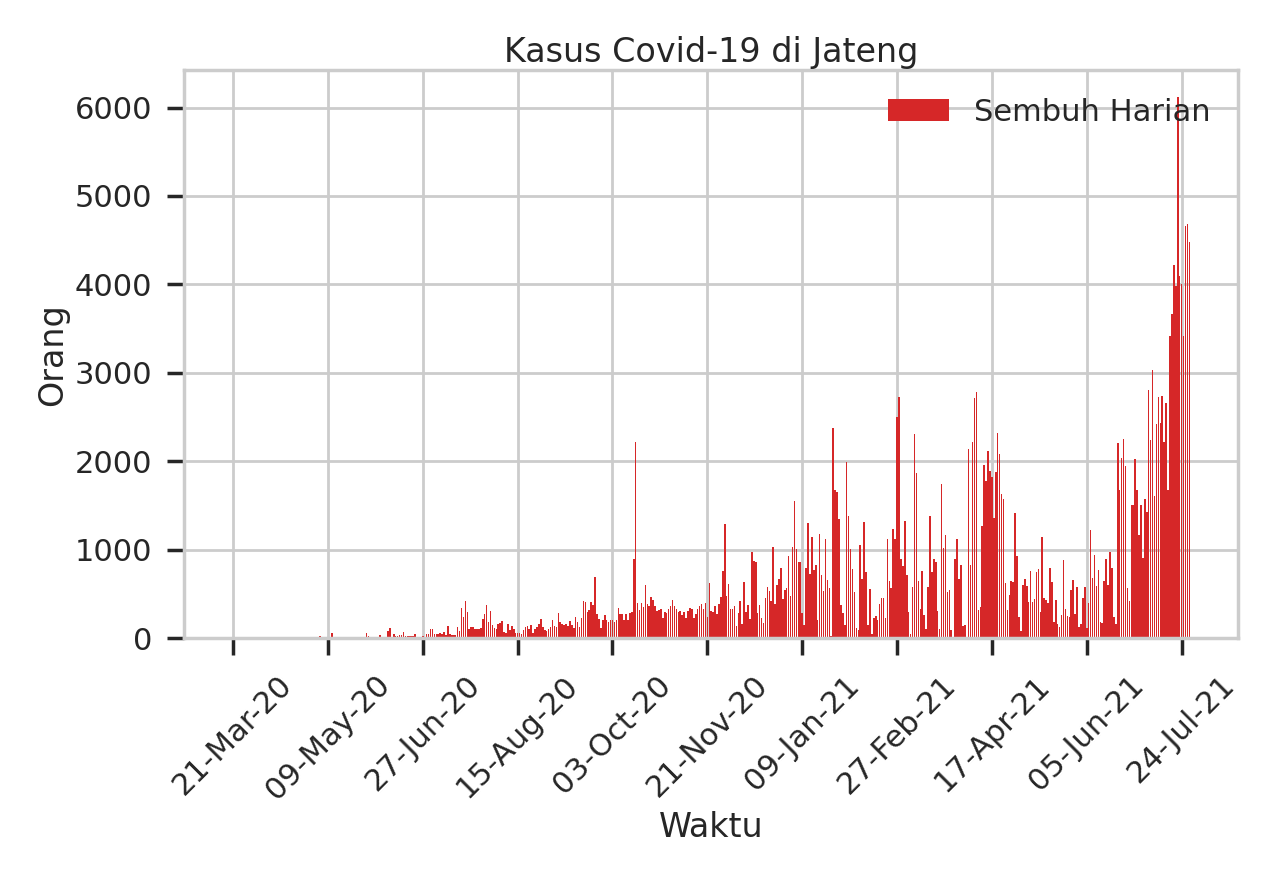 Kasus Covid-19 di Jateng
Sembuh Harian
Orang
6000
5000
4000
3000
2000
1000
0
21-Mar-20
09-May-20
27-Jun-20
15-Aug-20
03-Oct-20
21-Nov-20
09-Jan-21
27-Feb-21
17-Apr-21
05-Jun-21
24-Jul-21
Waktu